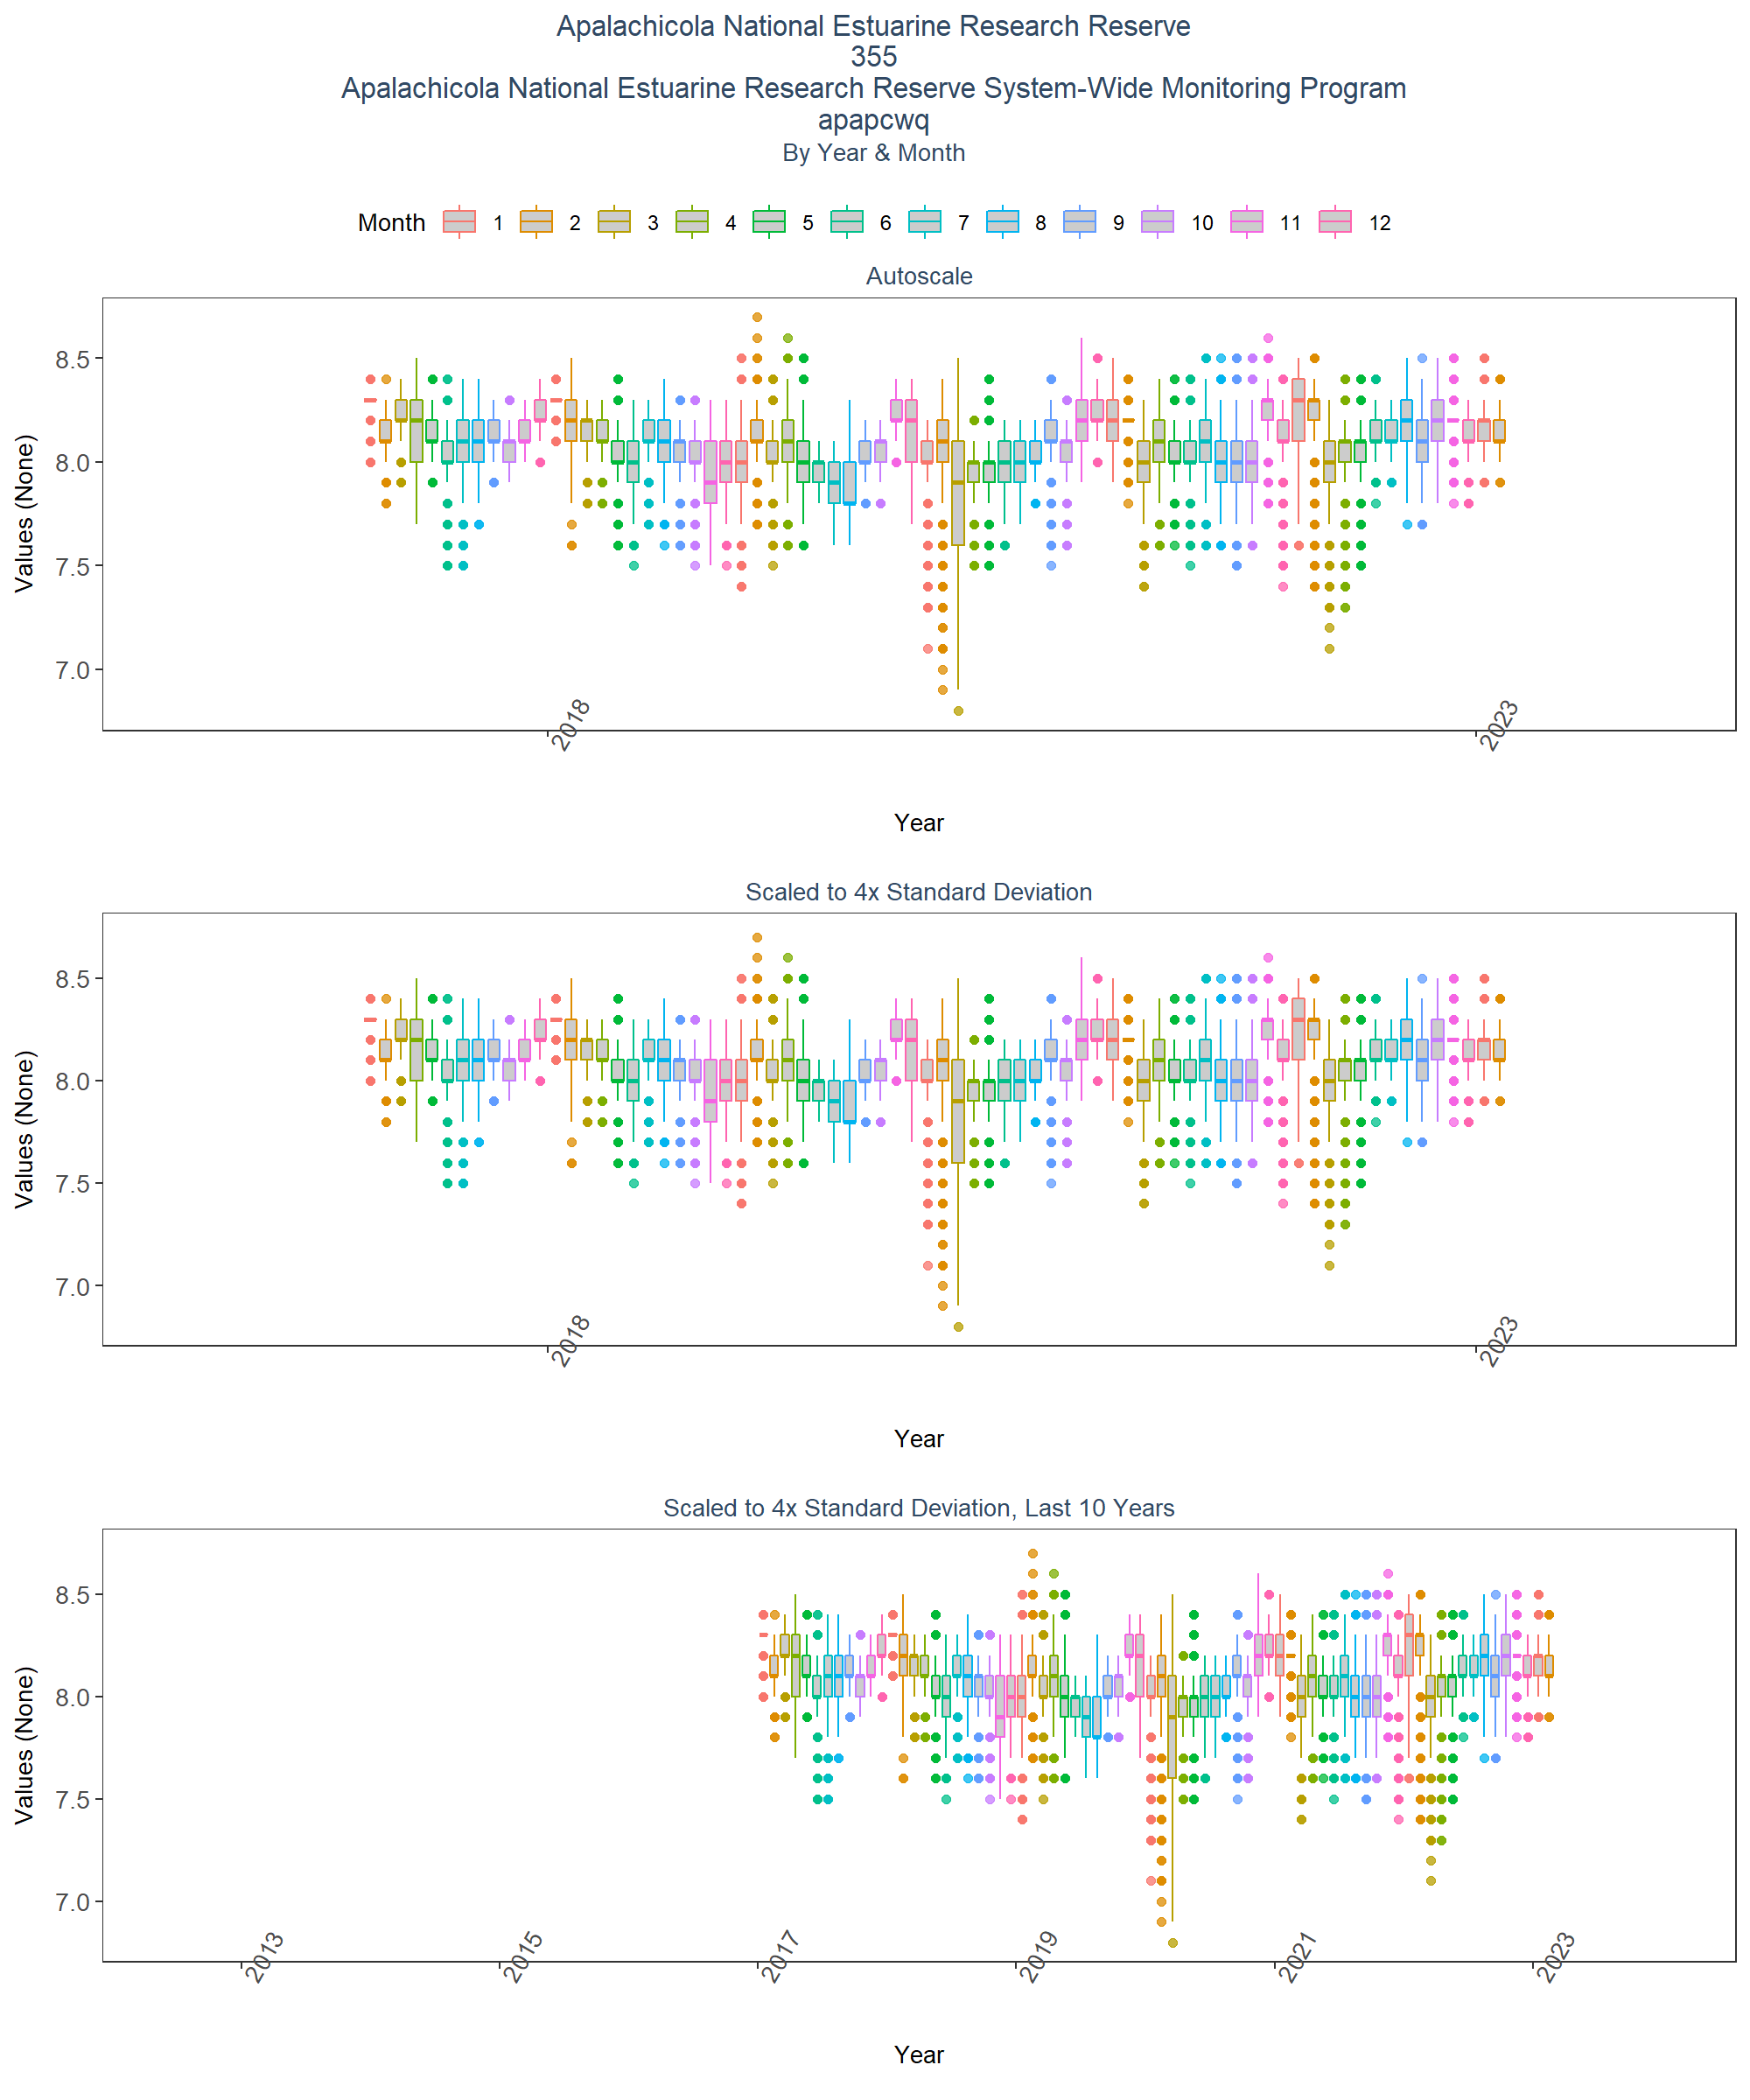 Apalachicola National Estuarine Research Reserve
355
Apalachicola National Estuarine Research Reserve System-Wide Monitoring Program
apapcwq
By Year & Month
Month 1 2 3 4 5 6 7 8 9 10 11 12
Autoscale
Values (None)
8.5
8.0
7.5
7.0
2018 2023
Year
Scaled to 4x Standard Deviation
Values (None)
8.5
8.0
7.5
7.0
2018 2023
Year
Scaled to 4x Standard Deviation, Last 10 Years
Values (None)
8.5
8.0
7.5
7.0
2013 2015 2017 2019 2021 2023
Year